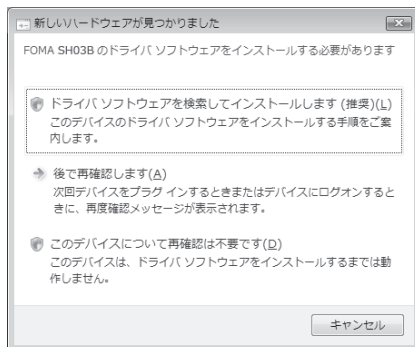 新しいハードウェアが見つかりました
FOMA SH03B のドライバ ソフトウェアをインストールする必要があります
ドライバ ソフトウェアを検索してインストールします (推奨)(L)
このデバイスのドライバ ソフトウェアをインストールする手順をご案
内します。
後で再確認します(A)
次回デバイスをプラグ インするときまたはデバイスにログオンすると
きに、再度確認メッセージが表示されます。
このデバイスについて再確認は不要です(D)
このデバイスは、ドライバ ソフトウェアをインストールするまでは動
作しません。
キャンセル